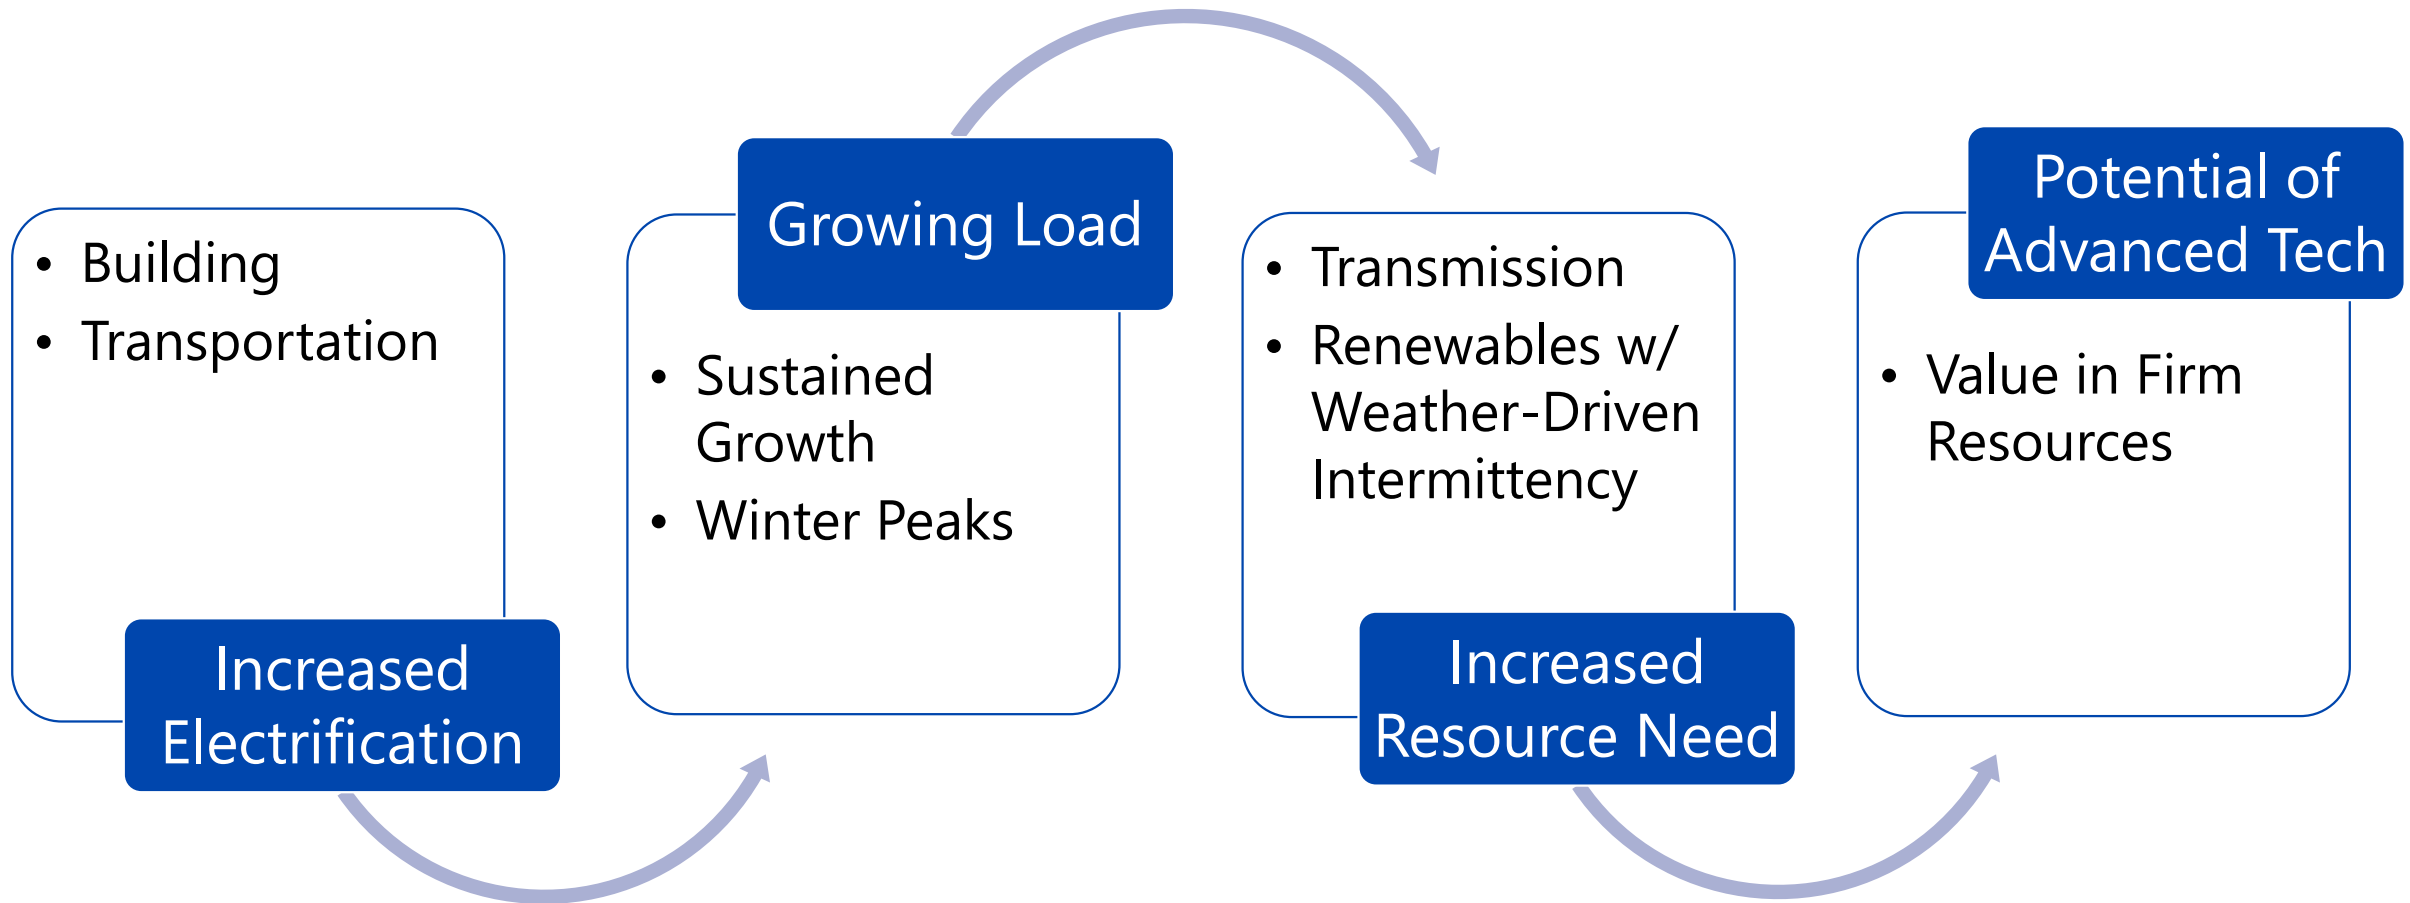 • Building
• Transportation
Increased
Electrification
Growing Load
• Sustained
Growth
• Winter Peaks
• Transmission
• Renewables w/
Weather-Driven
Intermittency
Increased
Resource Need
Potential of
Advanced Tech
• Value in Firm
Resources